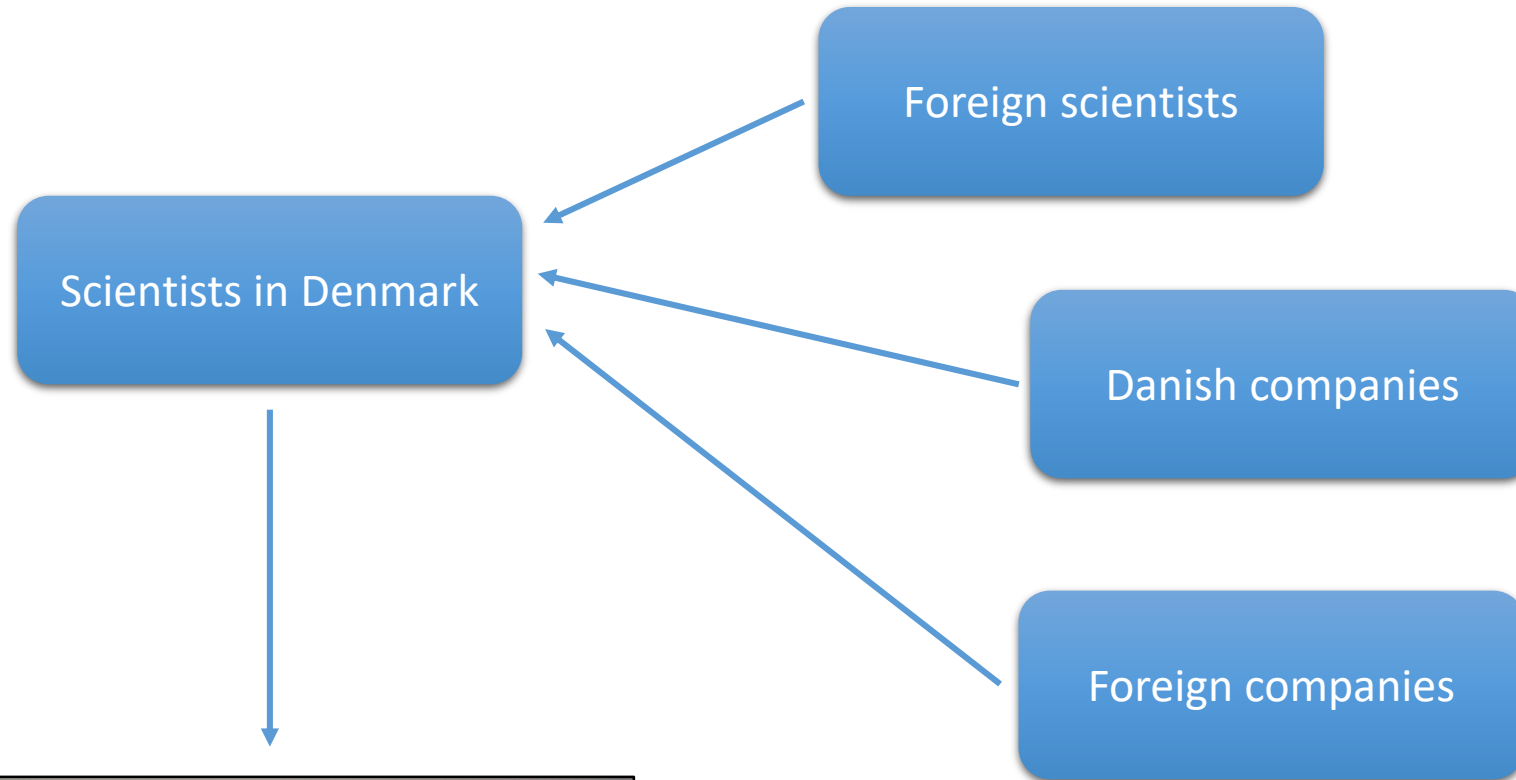 Foreign scientists
Scientists in Denmark
Danish companies
Foreign companies